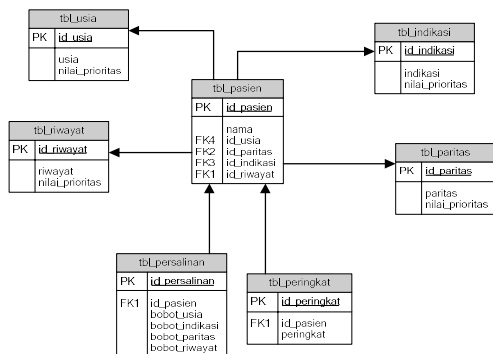 tbl_usia
PK id_usia
usia
nilai_prioritas
tbl_indikasi
PK id_indikasi
indikasi
nilai_prioritas
tbl_pasien
PK id_pasien
nama
FK4 id_usia
FK2 id_paritas
FK3 id_indikasi
FK1 id_riwayat
tbl_riwayat
PK id_riwayat
riwayat
nilai_prioritas
tbl_paritas
PK id_paritas
paritas
nilai_prioritas
tbl_persalinan
PK id_persalinan
FK1 id_pasien
bobot_usia
bobot_indikasi
bobot_paritas
bobot_riwayat
tbl_peringkat
PK id_peringkat
FK1 id_pasien
peringkat